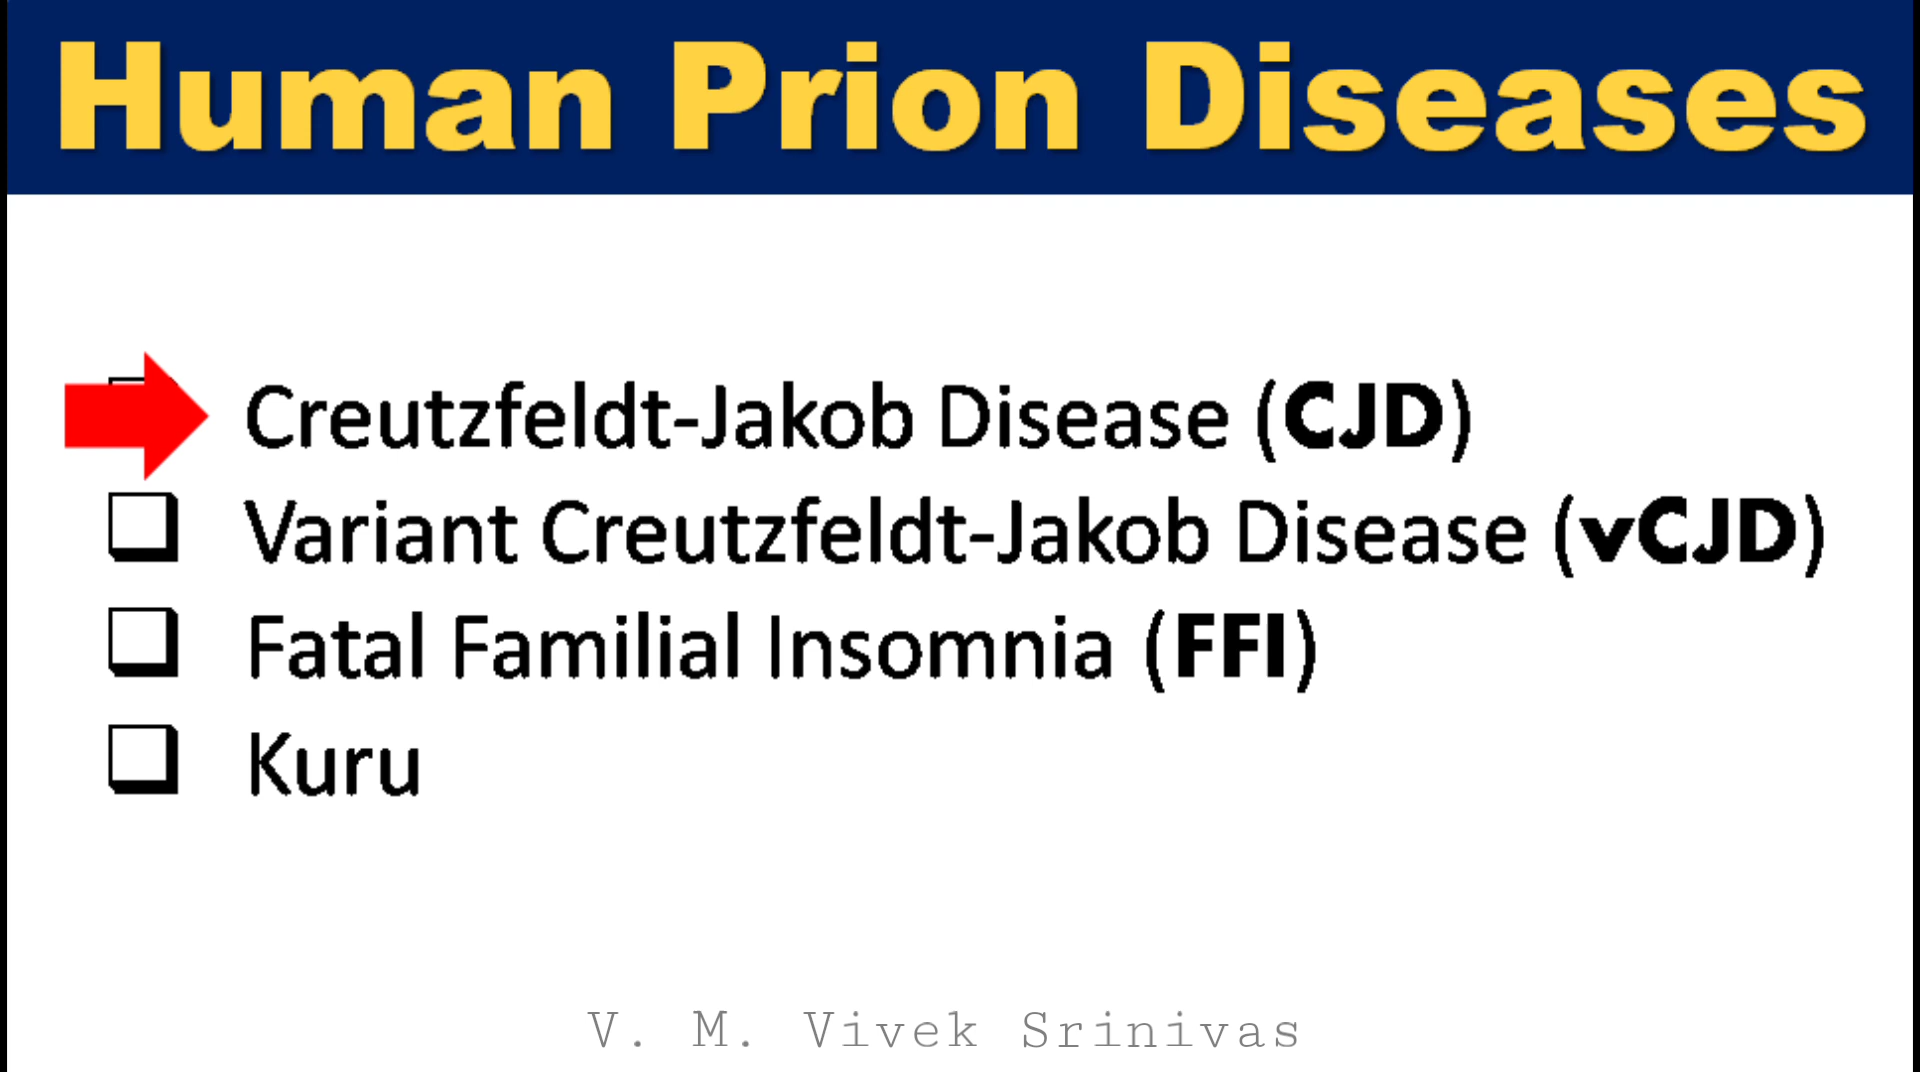 Human Prion Diseases
Creutzfeldt-Jakob Disease (CJD)
Variant Creutzfeldt-Jakob Disease (vCJD)
Fatal Familial Insomnia (FFI)
Kuru
V. M. Vivek Srinivas